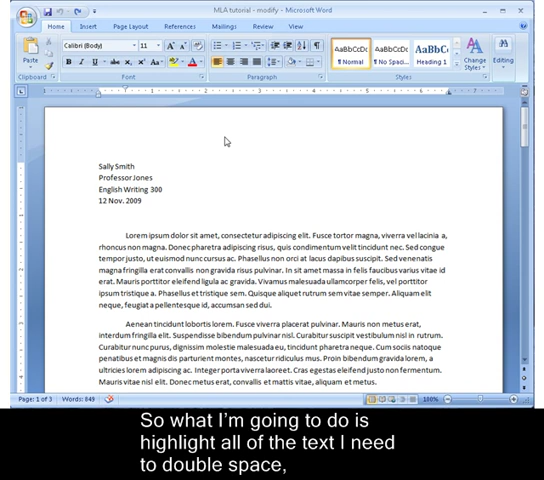 MLA tutorial - modify - Microsoft Word
Home Insert Page Layout References Mailings Review View
Calibri (Body) 11
AaBbCcDc AaBbCcDc AaBbC
Paste
¶ Normal ¶ No Spaci... Heading 1
Change Styles
Editing
Clipboard Font Paragraph Styles
Sally Smith
Professor Jones
English Writing 300
12 Nov. 2009
Lorem ipsum dolor sit amet, consectetur adipiscing elit. Fusce tortor magna, viverra vel lacinia a,
rhoncus non magna. Donec pharetra adipiscing risus, quis condimentum velit tincidunt nec. Sed congue
tempor justo, ut euismod nunc cursus ac. Phasellus non orci at lacus dapibus suscipit. Sed venenatis
magna fringilla erat convallis non gravida risus pulvinar. In sit amet massa in felis faucibus varius vitae id
erat. Mauris porttitor eleifend ligula ac gravida. Vivamus malesuada ullamcorper felis, vel porttitor
ipsum tristique a. Phasellus et tristique sem. Quisque aliquet rutrum sem vitae semper. Aliquam elit
neque, feugiat a pellentesque id, accumsan sed dui.
Aenean tincidunt lobortis lorem. Fusce viverra placerat pulvinar. Mauris non metus erat,
interdum fringilla elit. Suspendisse bibendum pulvinar nisl. Curabitur suscipit vestibulum nisl in rutrum.
Curabitur nunc purus, dignissim molestie malesuada eu, tincidunt pharetra neque. Cum sociis natoque
penatibus et magnis dis parturient montes, nascetur ridiculus mus. Proin bibendum gravida lorem, a
ultricies lorem adipiscing ac. Integer porta viverra laoreet. Cras egestas eleifend justo non fermentum.
Mauris vitae nisl elit. Donec metus erat, convallis et mattis vitae, aliquam et metus.
Page: 1 of 3 Words: 849 100%
So what I'm going to do is
highlight all of the text I need
to double space,